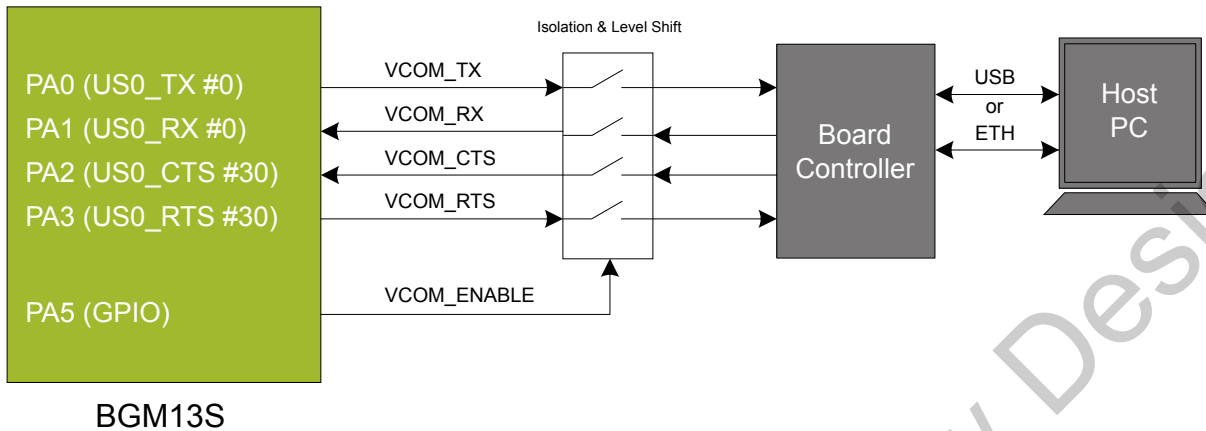 Isolation & Level Shift
PA0 (US0_TX #0)
PA1 (US0_RX #0)
PA2 (US0_CTS #30)
PA3 (US0_RTS #30)
PA5 (GPIO)
VCOM_TX
VCOM_RX
VCOM_CTS
VCOM_RTS
VCOM_ENABLE
Board
Controller
USB
or
ETH
Host
PC
BGM13S